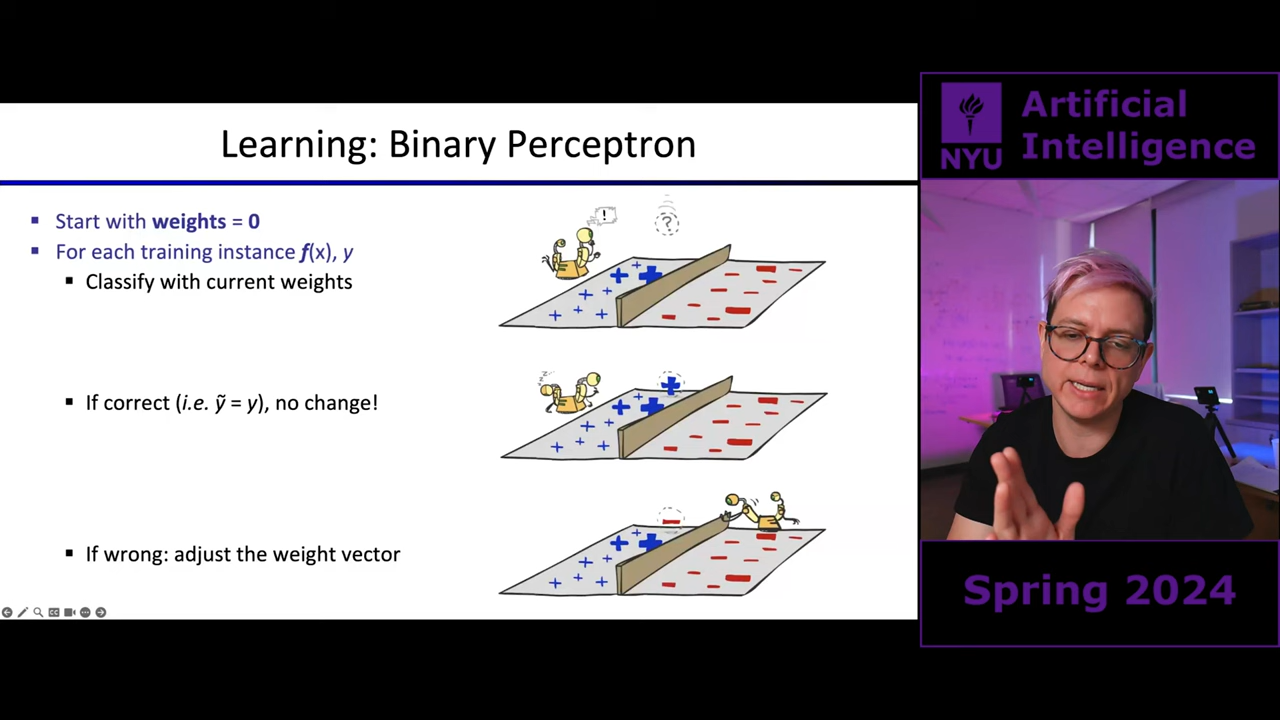 Learning: Binary Perceptron
▪ Start with weights = 0
▪ For each training instance f(x), y
▪ Classify with current weights
▪ If correct (i.e. ỹ = y), no change!
▪ If wrong: adjust the weight vector
!
?
z z z
NYU
Artificial
Intelligence
Spring 2024